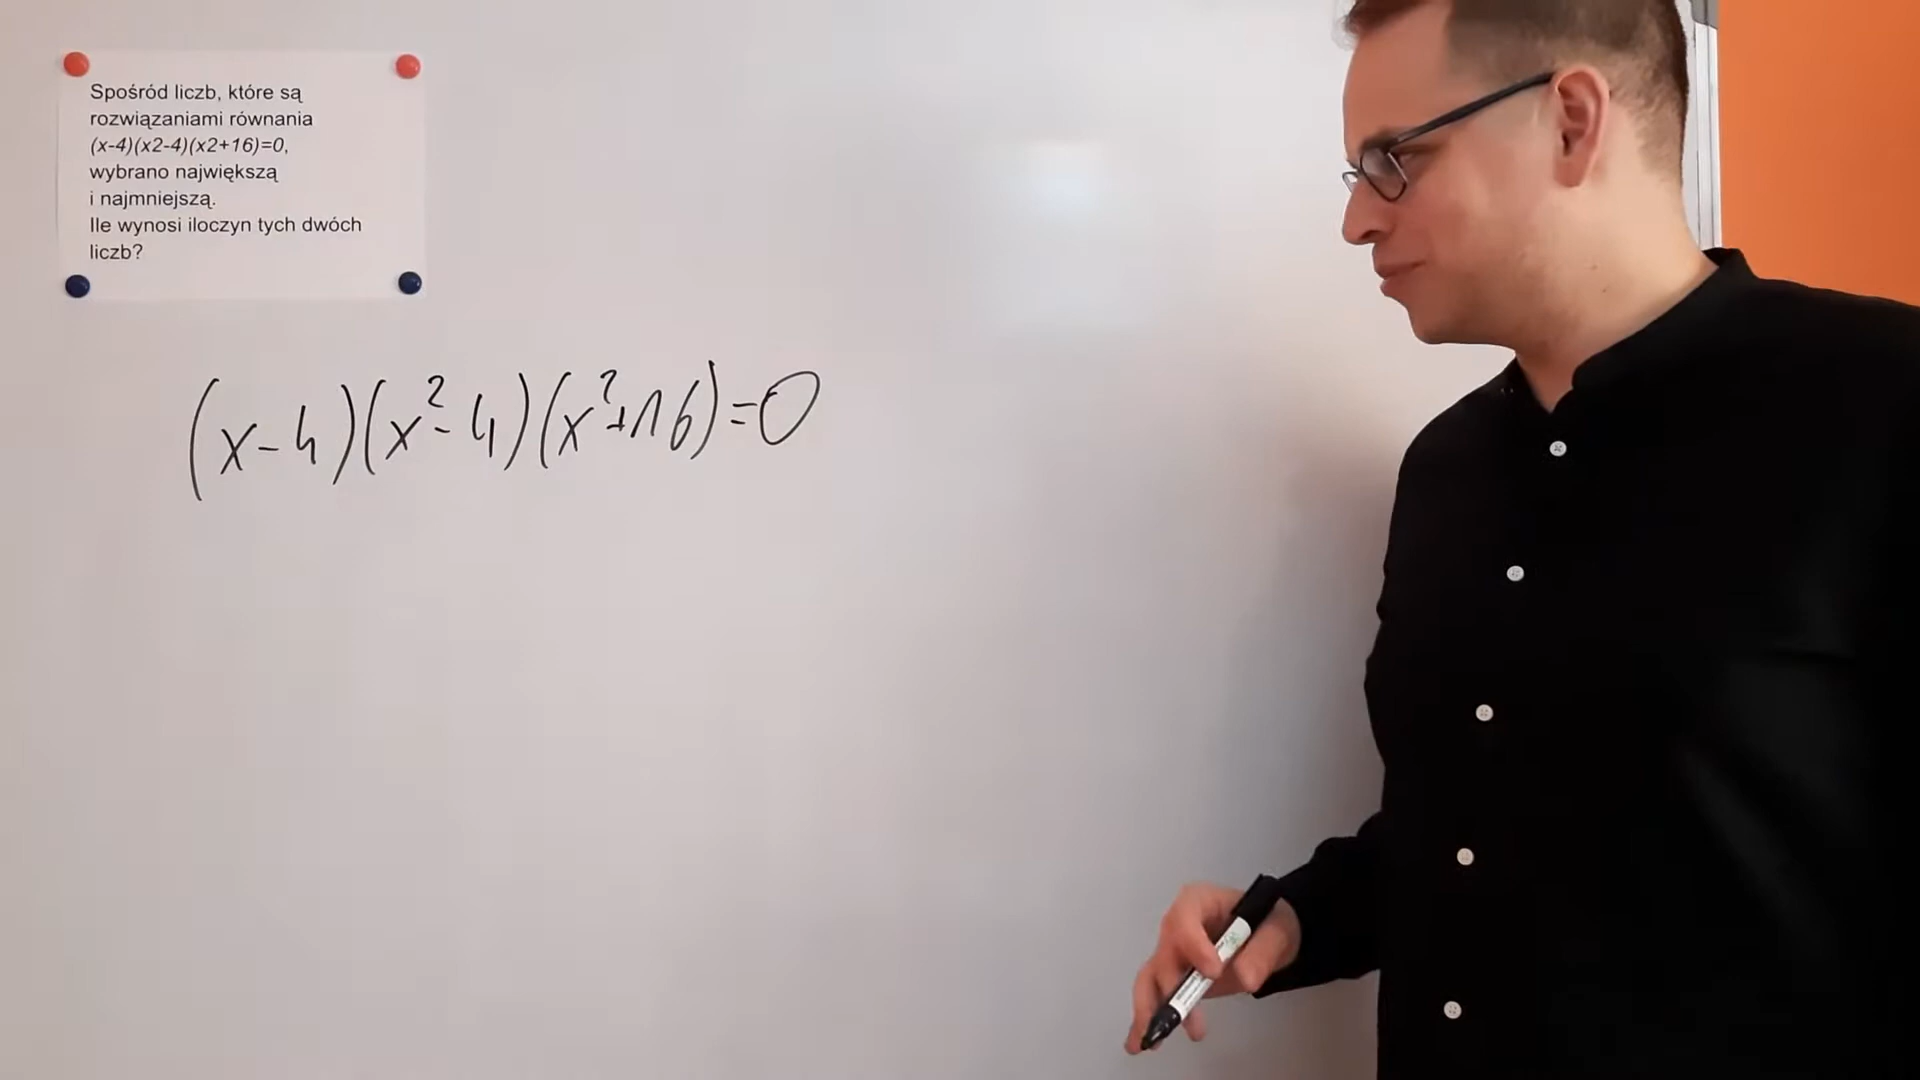 Spośród liczb, które są
rozwiązaniami równania
(x-4)(x2-4)(x2+16)=0,
wybrano największą
i najmniejszą.
Ile wynosi iloczyn tych dwóch
liczb?
(x-4)(x²-4)(x²+16)=0